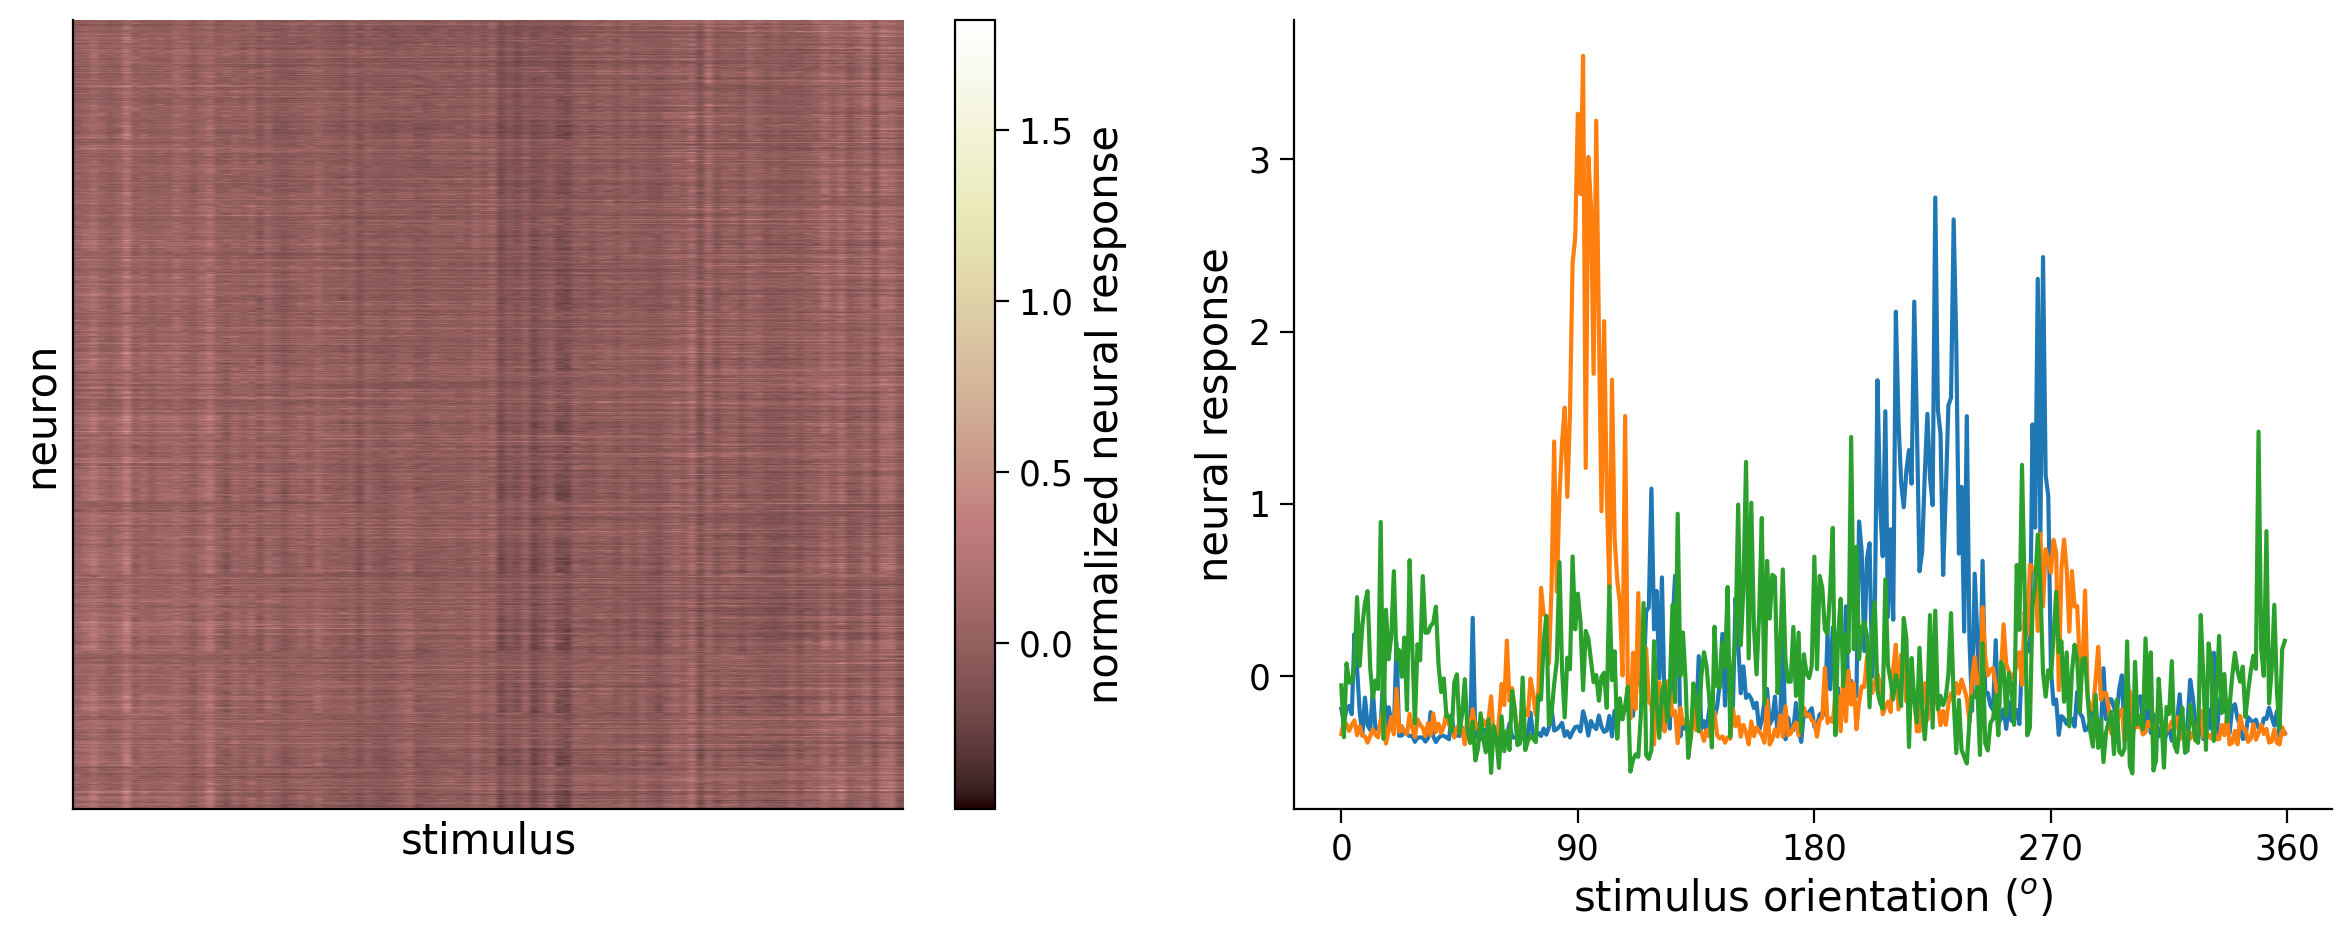 neuron
stimulus
1.5
1.0
0.5
0.0
normalized neural response
neural response
3
2
1
0
0 90 180 270 360
stimulus orientation (o)